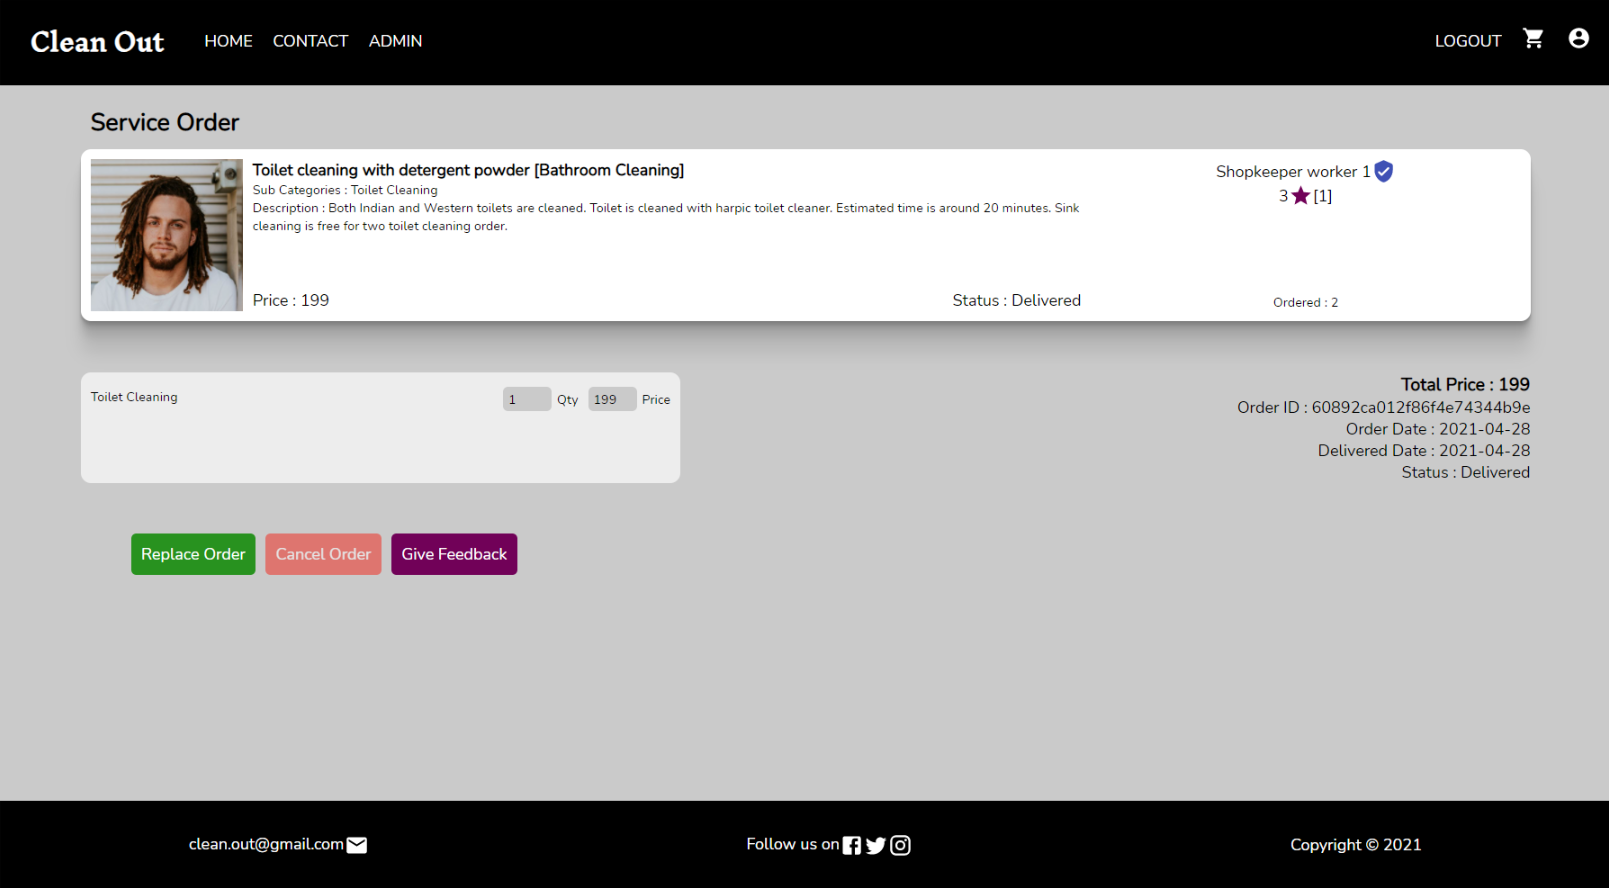 Clean Out
HOME
CONTACT
ADMIN
LOGOUT
Service Order
Toilet cleaning with detergent powder [Bathroom Cleaning]
Sub Categories : Toilet Cleaning
Description : Both Indian and Western toilets are cleaned. Toilet is cleaned with harpic toilet cleaner. Estimated time is around 20 minutes. Sink
cleaning is free for two toilet cleaning order.
Price : 199
Status : Delivered
Shopkeeper worker 1
3 [1]
Ordered : 2
Toilet Cleaning
1 Qty 199 Price
Total Price : 199
Order ID : 60892ca012f86f4e74344b9e
Order Date : 2021-04-28
Delivered Date : 2021-04-28
Status : Delivered
Replace Order
Cancel Order
Give Feedback
clean.out@gmail.com
Follow us on
Copyright © 2021